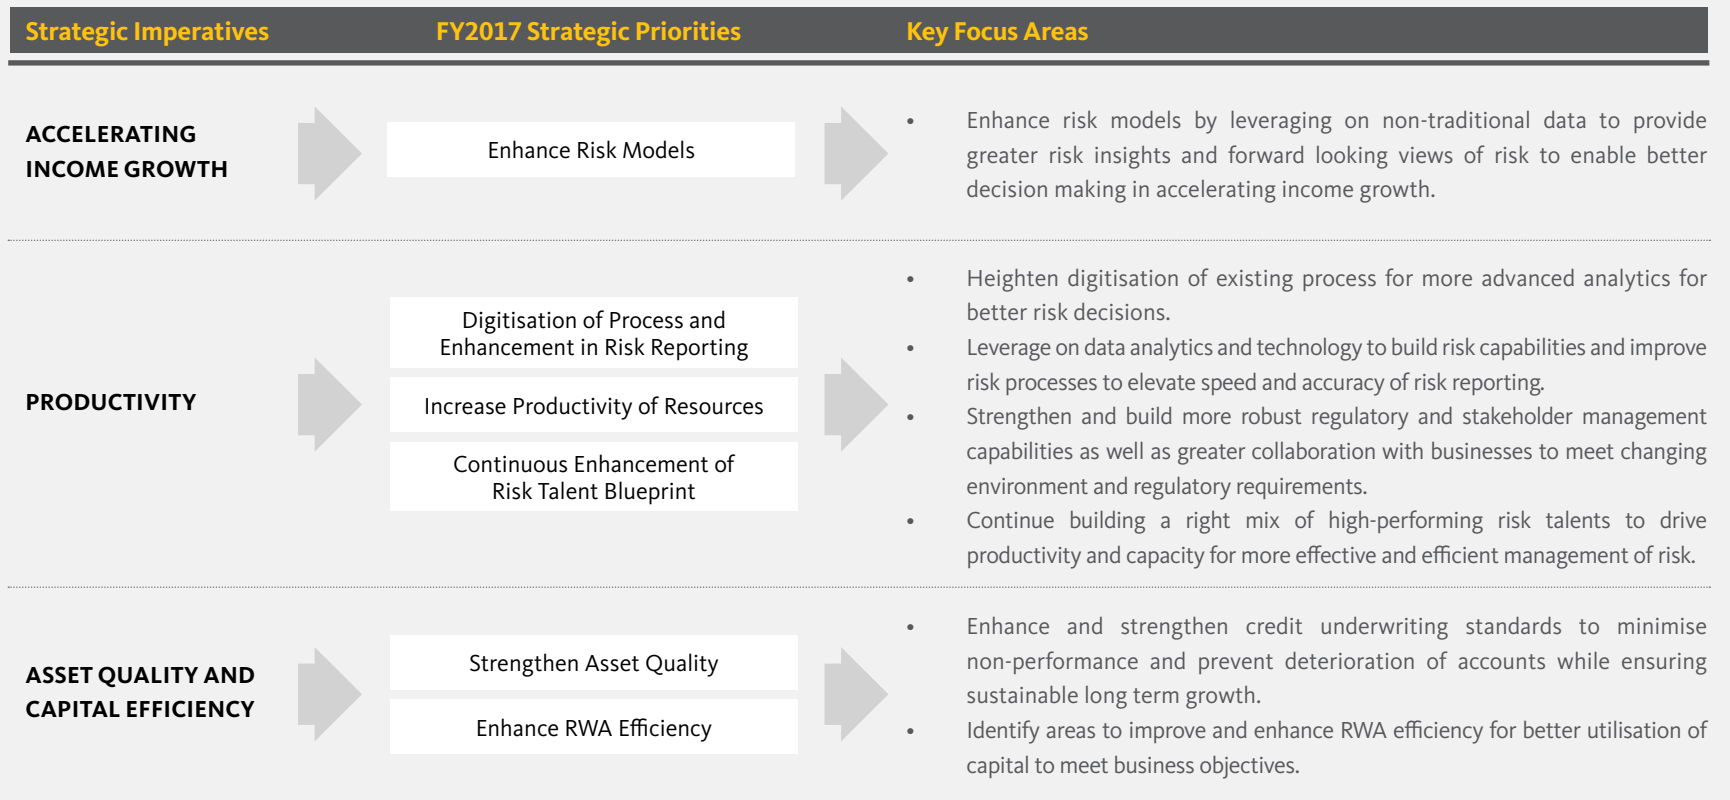 Strategic Imperatives FY2017 Strategic Priorities Key Focus Areas
ACCELERATING
INCOME GROWTH
Enhance Risk Models
• Enhance risk models by leveraging on non-traditional data to provide
greater risk insights and forward looking views of risk to enable better
decision making in accelerating income growth.
PRODUCTIVITY
Digitisation of Process and
Enhancement in Risk Reporting
Increase Productivity of Resources
Continuous Enhancement of
Risk Talent Blueprint
• Heighten digitisation of existing process for more advanced analytics for
better risk decisions.
• Leverage on data analytics and technology to build risk capabilities and improve
risk processes to elevate speed and accuracy of risk reporting.
• Strengthen and build more robust regulatory and stakeholder management
capabilities as well as greater collaboration with businesses to meet changing
environment and regulatory requirements.
• Continue building a right mix of high-performing risk talents to drive
productivity and capacity for more effective and efficient management of risk.
ASSET QUALITY AND
CAPITAL EFFICIENCY
Strengthen Asset Quality
Enhance RWA Efficiency
• Enhance and strengthen credit underwriting standards to minimise
non-performance and prevent deterioration of accounts while ensuring
sustainable long term growth.
• Identify areas to improve and enhance RWA efficiency for better utilisation of
capital to meet business objectives.